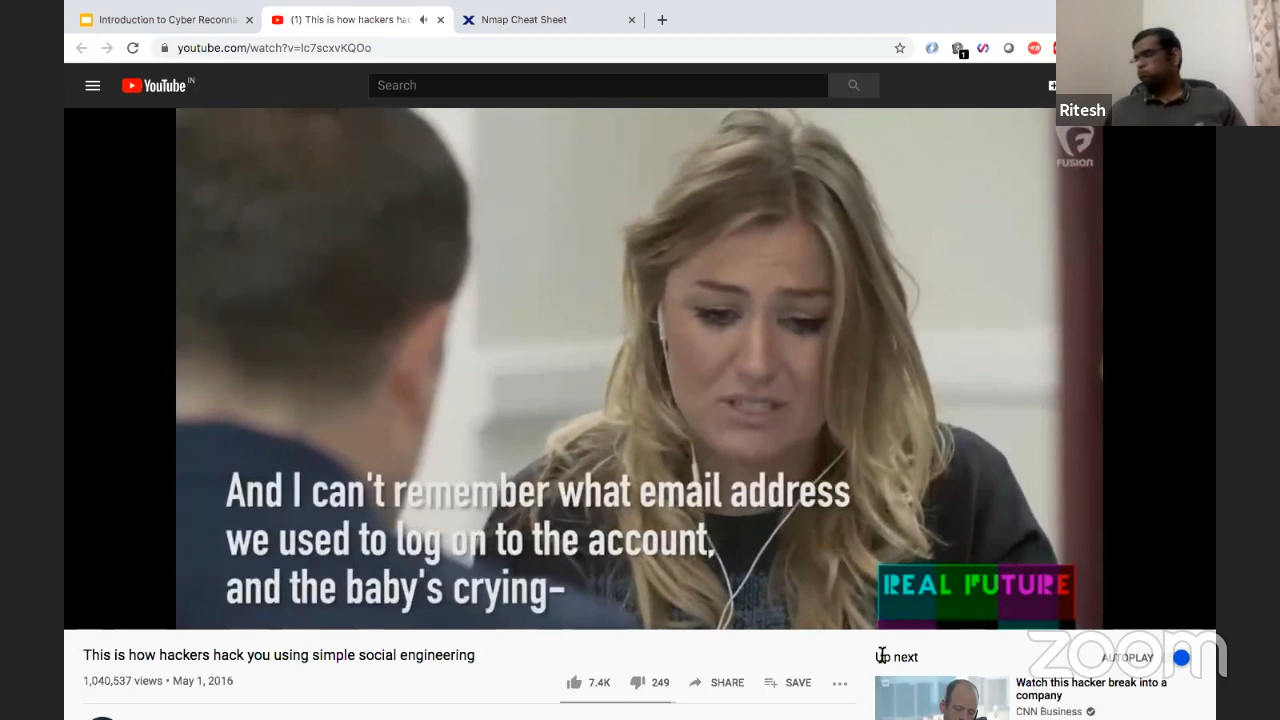 Introduction to Cyber Reconna
(1) This is how hackers hac
Nmap Cheat Sheet
youtube.com/watch?v=lc7scxvKQOo
1
YouTube IN
Search
Ritesh
FUSION
And I can't remember what email address
we used to log on to the account,
and the baby's crying-
REAL FUTURE
This is how hackers hack you using simple social engineering
1,040,537 views • May 1, 2016
7.4K
249
SHARE
SAVE
Up next
AUTOPLAY
zoom
Watch this hacker break into a
company
CNN Business